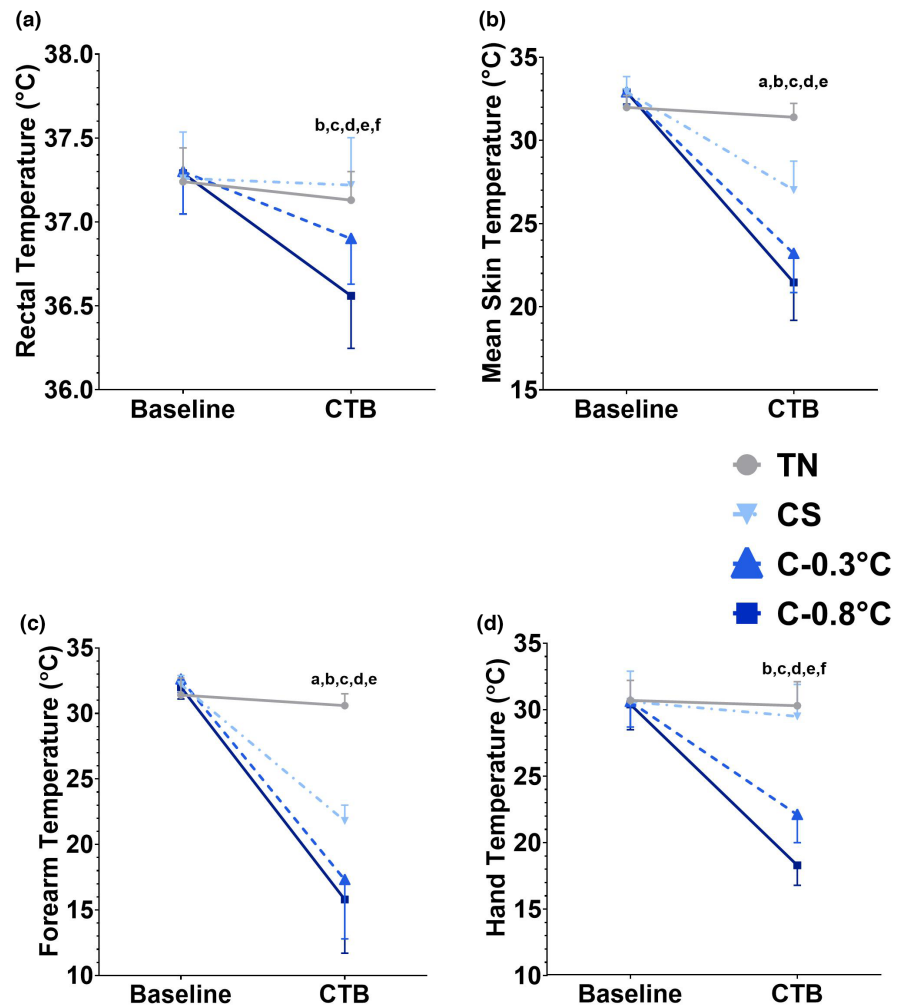 (a)
Rectal Temperature (°C)
38.0
37.5
37.0
36.5
36.0
b,c,d,e,f
Baseline
CTB
(b)
Mean Skin Temperature (°C)
35
30
25
20
15
a,b,c,d,e
Baseline
CTB
TN
CS
C-0.3°C
C-0.8°C
(c)
Forearm Temperature (°C)
35
30
25
20
15
10
a,b,c,d,e
Baseline
CTB
(d)
Hand Temperature (°C)
35
30
25
20
15
10
b,c,d,e,f
Baseline
CTB